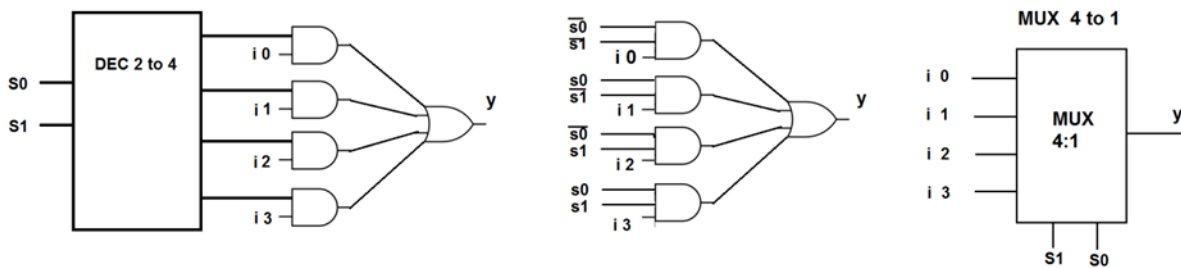 DEC 2 to 4
S0
S1
i 0
i 1
i 2
i 3
y
s̅0̅
s̅1̅
i 0
s0
s̅1̅
i 1
s̅0̅
s1
i 2
s0
s1
i 3
y
MUX 4 to 1
i 0
i 1
i 2
i 3
MUX
4:1
y
S1 S0